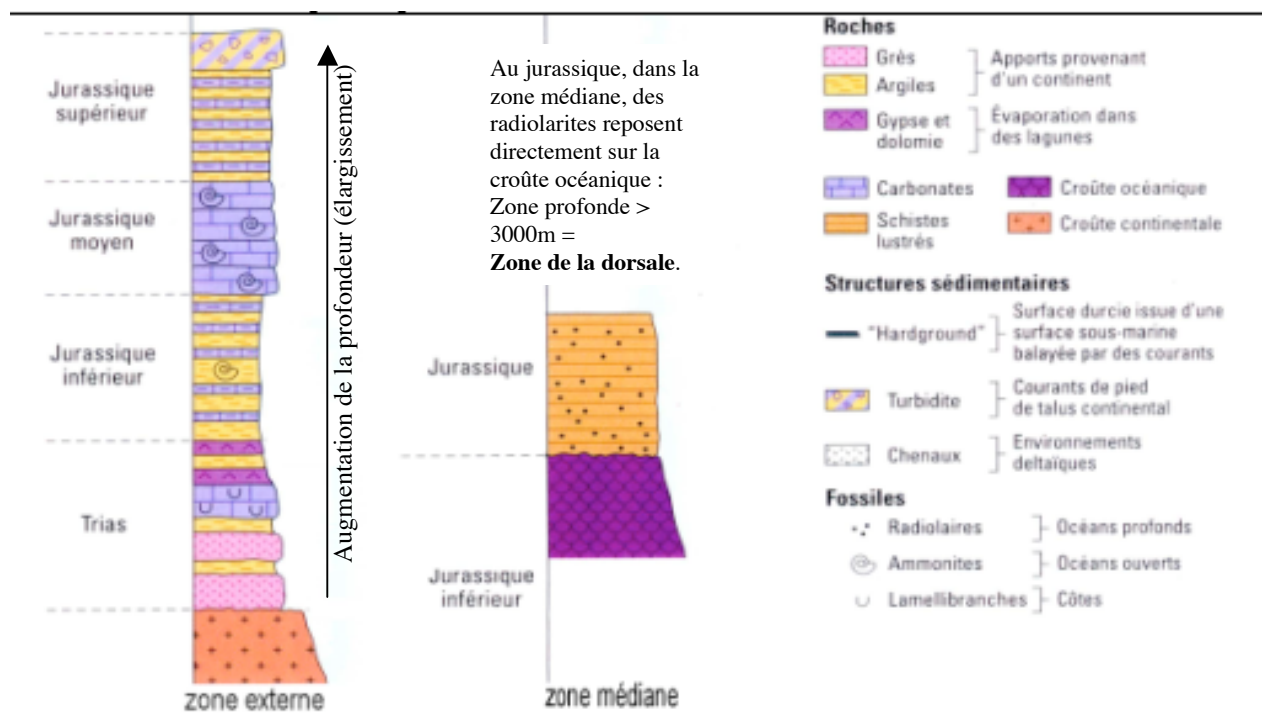 Jurassique
supérieur
Jurassique
moyen
Jurassique
inférieur
Trias
zone externe
Augmentation de la profondeur (élargissement)
Au jurassique, dans la
zone médiane, des
radiolarites reposent
directement sur la
croûte océanique :
Zone profonde >
3000m =
Zone de la dorsale.
Jurassique
Jurassique
inférieur
zone médiane
Roches
Grès
Argiles
Apports provenant
d'un continent
Gypse et
dolomie
Évaporation dans
des lagunes
Carbonates
Croûte océanique
Schistes
lustrés
Croûte continentale
Structures sédimentaires
"Hardground"
Surface durcie issue d'une
surface sous-marine
balayée par des courants
Turbidite
Courants de pied
de talus continental
Chenaux
Environnements
deltaïques
Fossiles
Radiolaires
Océans profonds
Ammonites
Océans ouverts
Lamellibranches
Côtes